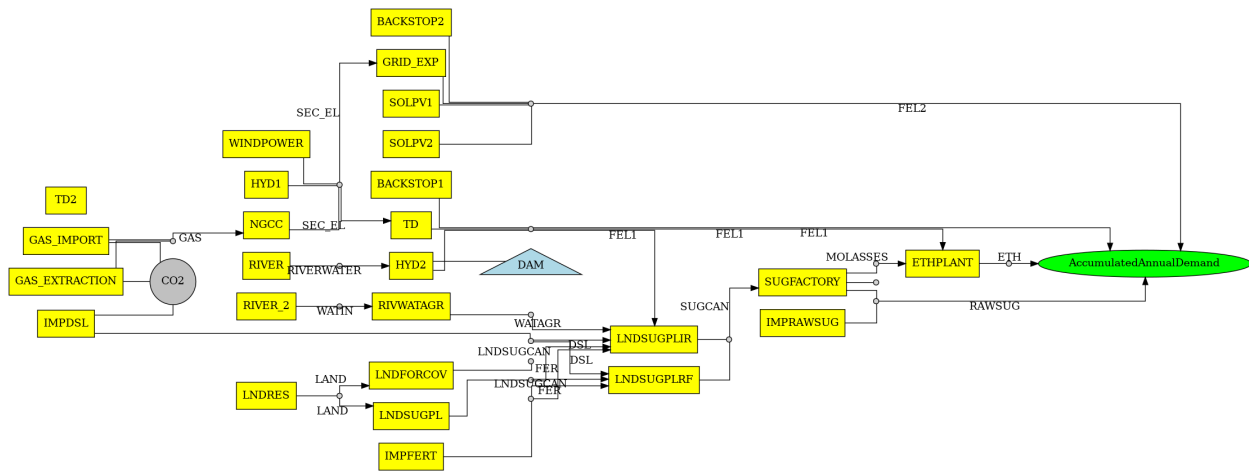 BACKSTOP2
GRID_EXP
SOLPV1
FEL2
SEC_EL
WINDPOWER
SOLPV2
HYD1
BACKSTOP1
TD2
NGCC
SEC_EL
TD
GAS_IMPORT
GAS
FEL1
FEL1
FEL1
MOLASSES
ETHPLANT
ETH
AccumulatedAnnualDemand
RIVER
RIVERWATER
HYD2
DAM
GAS_EXTRACTION
CO2
SUGFACTORY
RIVER_2
WATIN
RIVWATAGR
SUGCAN
RAWSUG
IMPDSL
WATAGR
IMPRAWSUG
LNDSUGPLIR
DSL
LNDSUGCAN
DSL
LNDFORCOV
FER
LAND
LNDSUGCAN
LNDSUGPLRF
LNDRES
FER
LAND
LNDSUGPL
IMPFERT